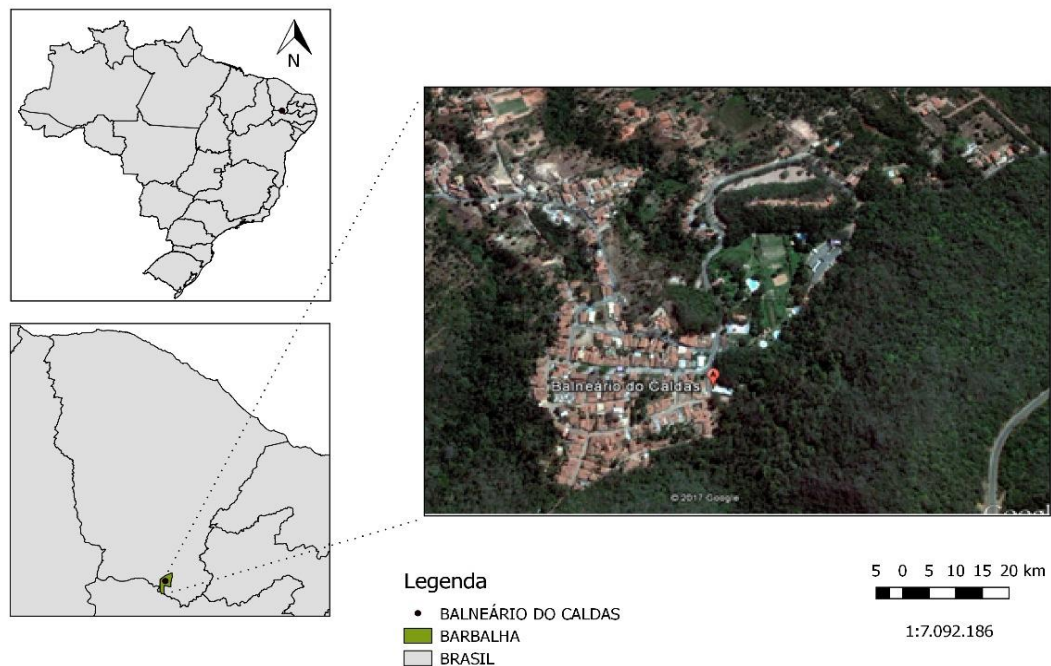 N
Balneário do Caldas
© 2017 Google
Legenda
BALNEÁRIO DO CALDAS
BARBALHA
BRASIL
5 0 5 10 15 20 km
1:7.092.186